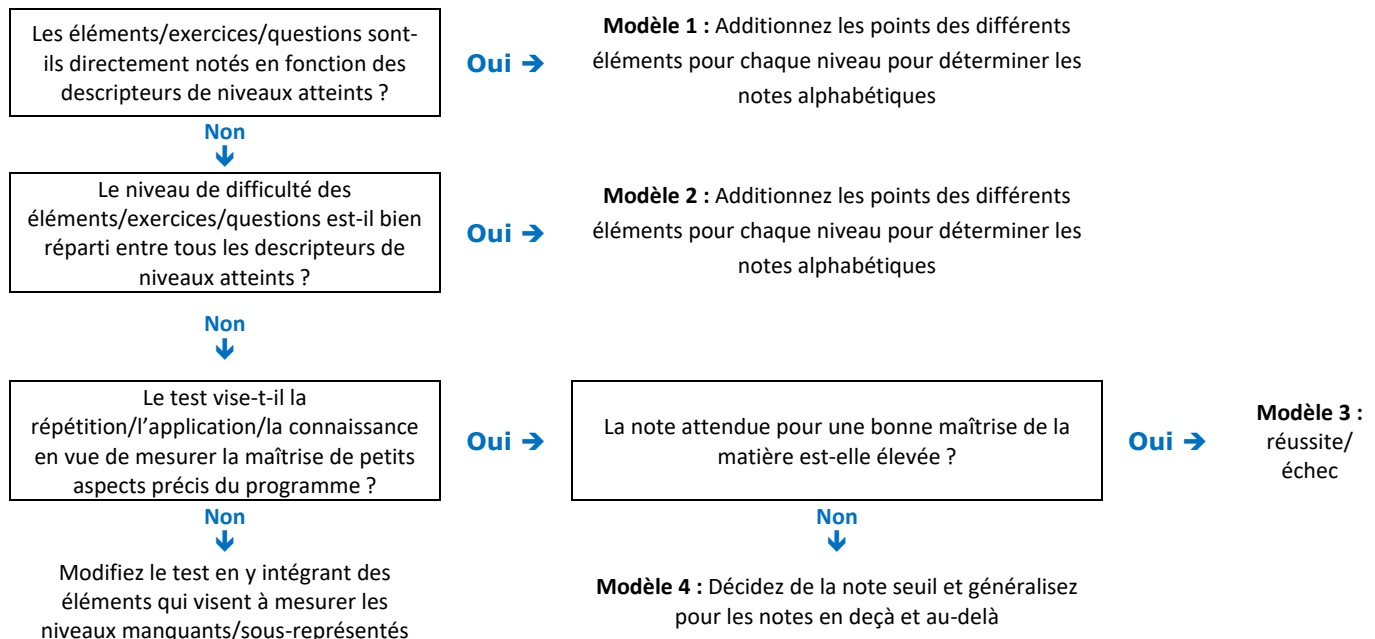 Les éléments/exercices/questions sont-
ils directement notés en fonction des
descripteurs de niveaux atteints ?
Oui ➔
Modèle 1 : Additionnez les points des différents
éléments pour chaque niveau pour déterminer les
notes alphabétiques
Non
Le niveau de difficulté des
éléments/exercices/questions est-il bien
réparti entre tous les descripteurs de
niveaux atteints ?
Oui ➔
Modèle 2 : Additionnez les points des différents
éléments pour chaque niveau pour déterminer les
notes alphabétiques
Non
Le test vise-t-il la
répétition/l’application/la connaissance
en vue de mesurer la maîtrise de petits
aspects précis du programme ?
Oui ➔
La note attendue pour une bonne maîtrise de la
matière est-elle élevée ?
Oui ➔
Modèle 3 :
réussite/
échec
Non
Modifiez le test en y intégrant des
éléments qui visent à mesurer les
niveaux manquants/sous-représentés
Non
Modèle 4 : Décidez de la note seuil et généralisez
pour les notes en deçà et au-delà